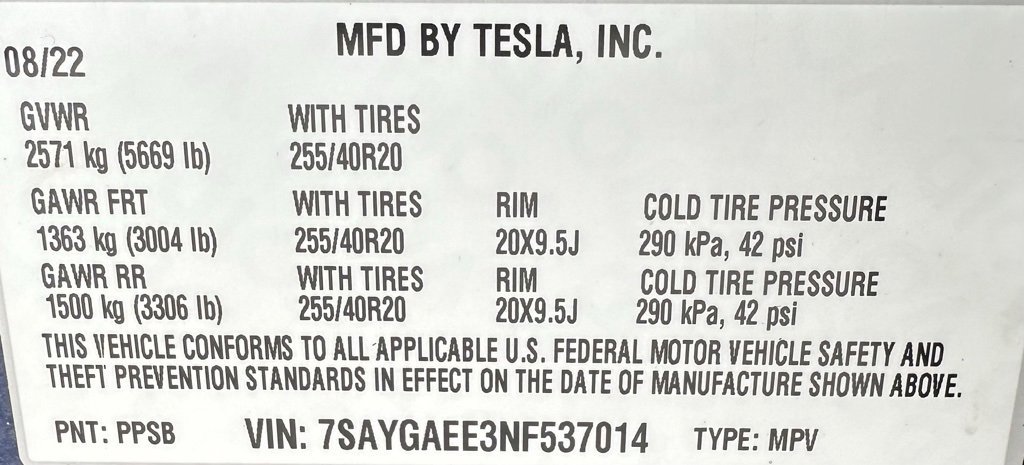 MFD BY TESLA, INC.
08/22
GVWR WITH TIRES
2571 kg (5669 lb) 255/40R20
GAWR FRT WITH TIRES RIM COLD TIRE PRESSURE
1363 kg (3004 lb) 255/40R20 20X9.5J 290 kPa, 42 psi
GAWR RR WITH TIRES RIM COLD TIRE PRESSURE
1500 kg (3306 lb) 255/40R20 20X9.5J 290 kPa, 42 psi
THIS VEHICLE CONFORMS TO ALL APPLICABLE U.S. FEDERAL MOTOR VEHICLE SAFETY AND
THEFT PREVENTION STANDARDS IN EFFECT ON THE DATE OF MANUFACTURE SHOWN ABOVE.
PNT: PPSB VIN: 7SAYGAEE3NF537014 TYPE: MPV